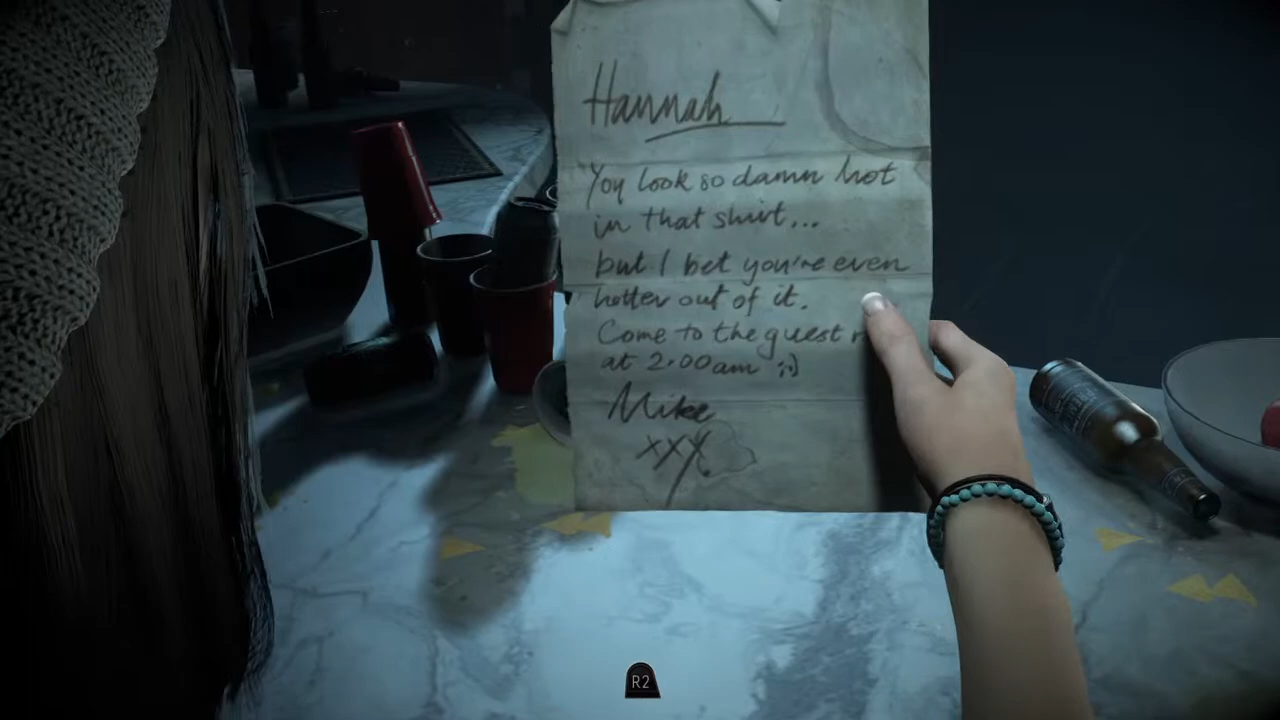 Hannah
You look so damn hot
in that shirt...
but I bet you're even
hotter out of it.
Come to the guest
at 2.00am ;)
Mike
xxx
R2